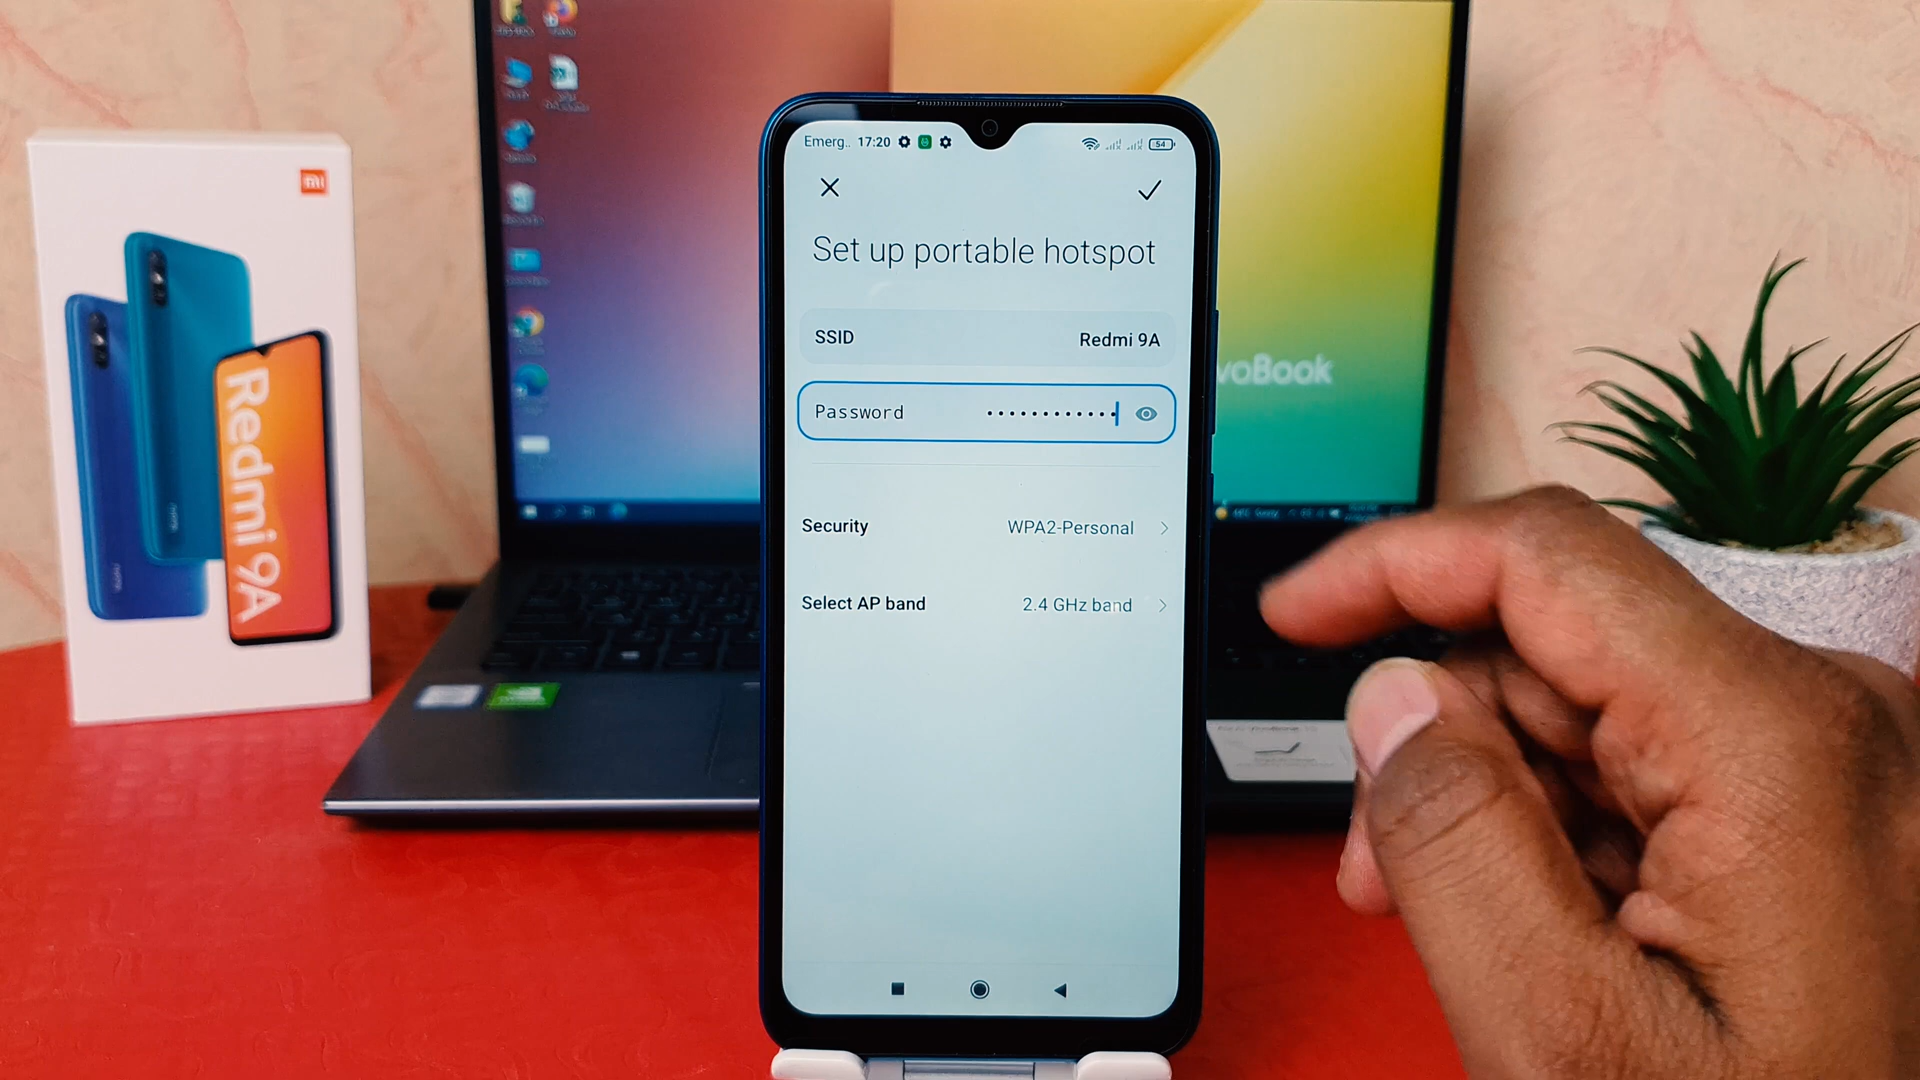 mi
Redmi 9A
Emerg.. 17:20
54
Set up portable hotspot
SSID Redmi 9A
Password ••••••••••••
Security WPA2-Personal
Select AP band 2.4 GHz band
voBook